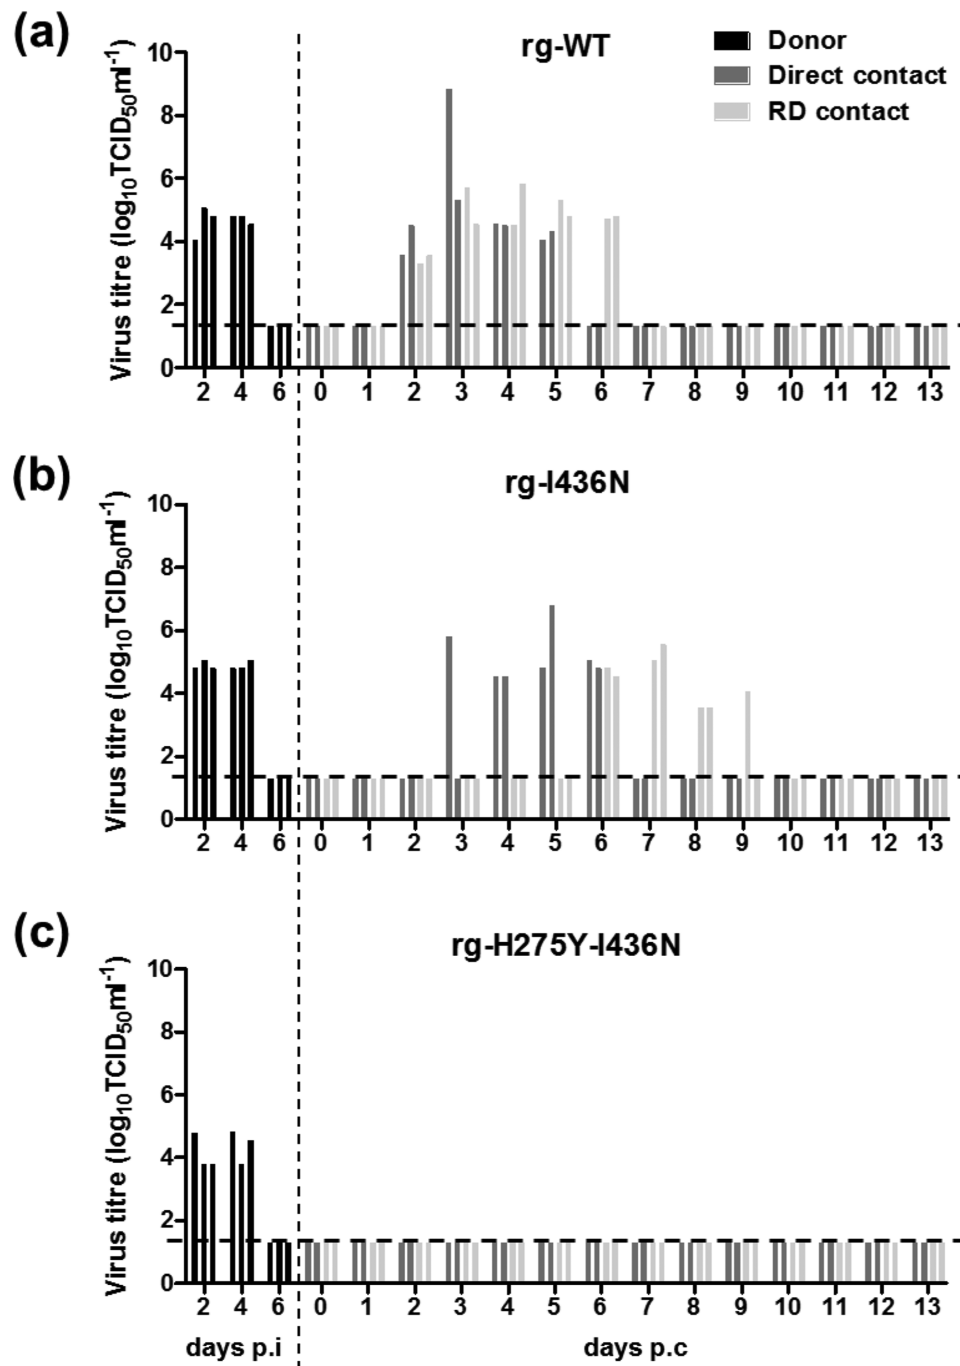 (a)
rg-WT
Donor
Direct contact
RD contact
Virus titre (log10TCID50ml-1)
10
8
6
4
2
0
2 4 6 0 1 2 3 4 5 6 7 8 9 10 11 12 13
(b)
rg-I436N
Virus titre (log10TCID50ml-1)
10
8
6
4
2
0
2 4 6 0 1 2 3 4 5 6 7 8 9 10 11 12 13
(c)
rg-H275Y-I436N
Virus titre (log10TCID50ml-1)
10
8
6
4
2
0
2 4 6 0 1 2 3 4 5 6 7 8 9 10 11 12 13
days p.i days p.c